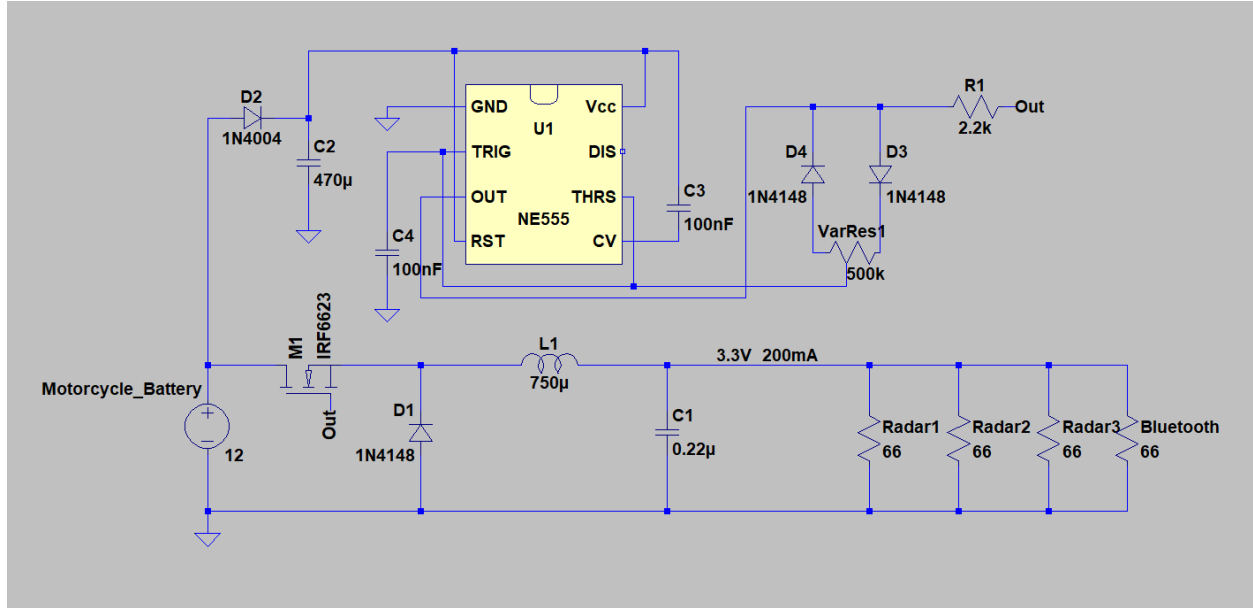 D2
1N4004
C2
470µ
GND
Vcc
U1
TRIG
DIS
OUT
THRS
NE555
RST
CV
C4
100nF
C3
100nF
R1
Out
2.2k
D4
D3
1N4148
1N4148
VarRes1
500k
M1
IRF6623
Out
Motorcycle_Battery
12
D1
1N4148
L1
750µ
3.3V 200mA
C1
0.22µ
Radar1
66
Radar2
66
Radar3
66
Bluetooth
66